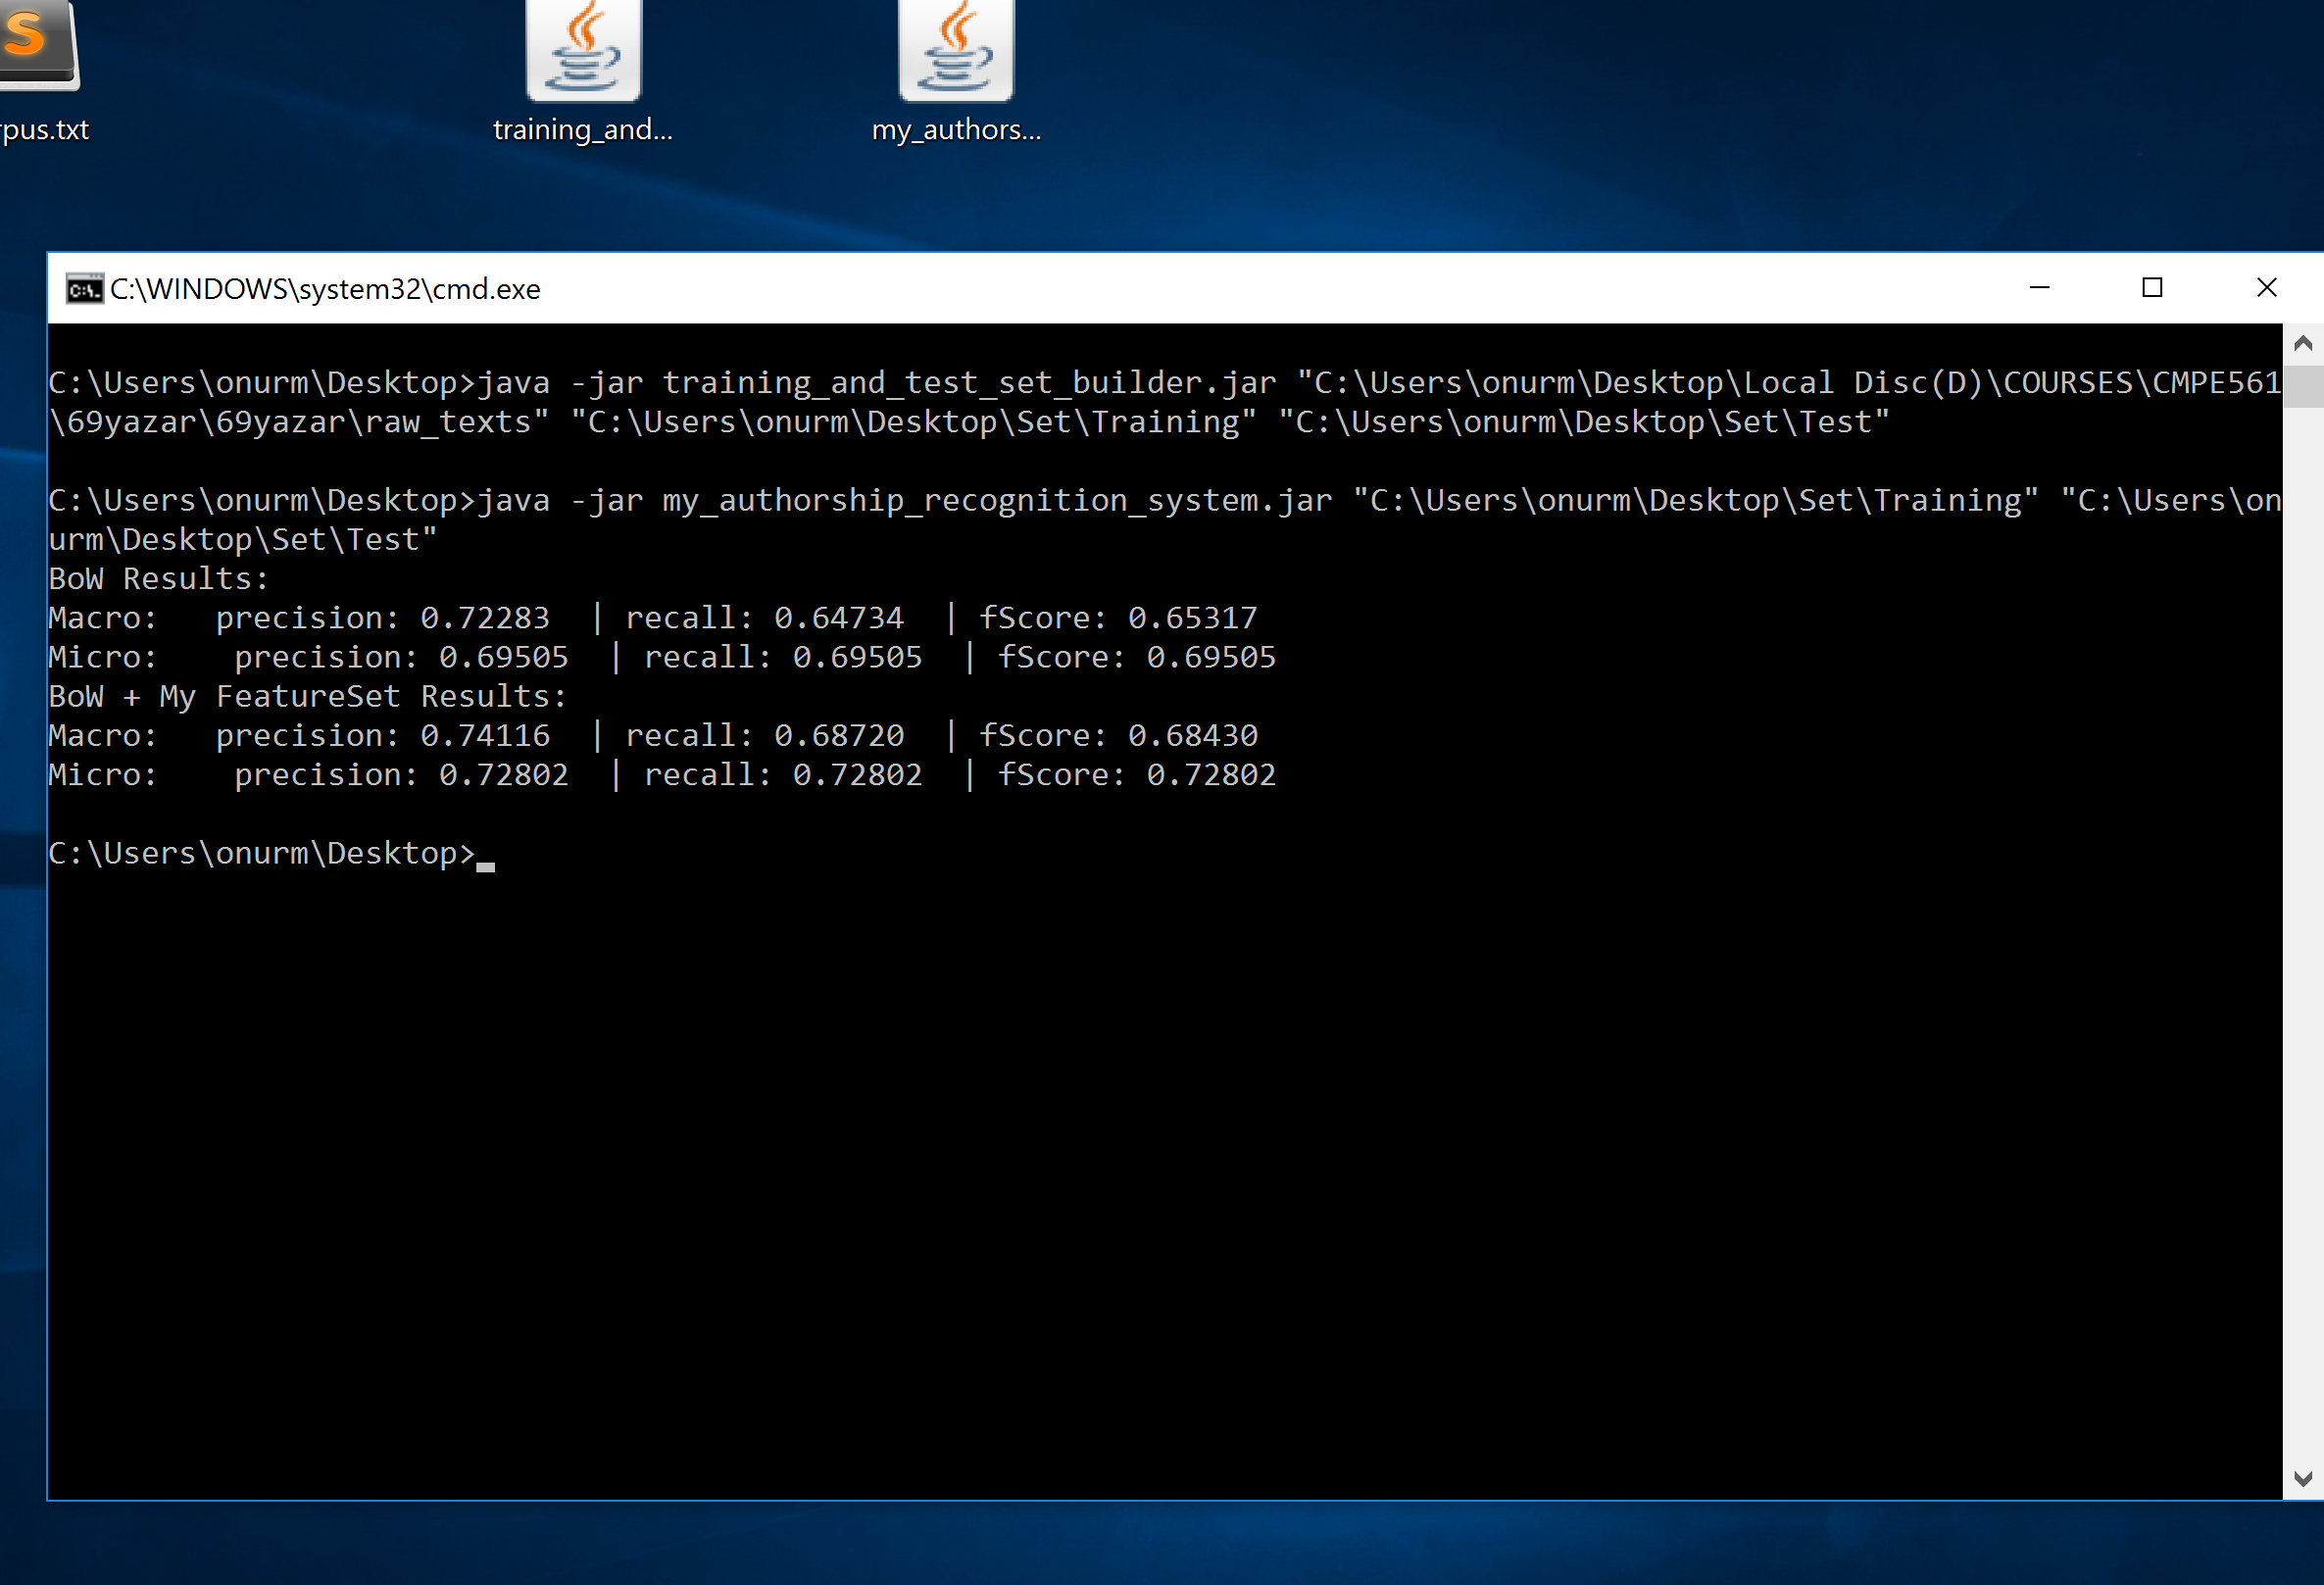 S
rpus.txt
training_and...
my_authors...
C:\WINDOWS\system32\cmd.exe
C:\Users\onurm\Desktop>java -jar training_and_test_set_builder.jar "C:\Users\onurm\Desktop\Local Disc(D)\COURSES\CMPE561
\69yazar\69yazar\raw_texts" "C:\Users\onurm\Desktop\Set\Training" "C:\Users\onurm\Desktop\Set\Test"
C:\Users\onurm\Desktop>java -jar my_authorship_recognition_system.jar "C:\Users\onurm\Desktop\Set\Training" "C:\Users\on
urm\Desktop\Set\Test"
BoW Results:
Macro:   precision: 0.72283  | recall: 0.64734  | fScore: 0.65317
Micro:    precision: 0.69505  | recall: 0.69505  | fScore: 0.69505
BoW + My FeatureSet Results:
Macro:   precision: 0.74116  | recall: 0.68720  | fScore: 0.68430
Micro:    precision: 0.72802  | recall: 0.72802  | fScore: 0.72802
C:\Users\onurm\Desktop>